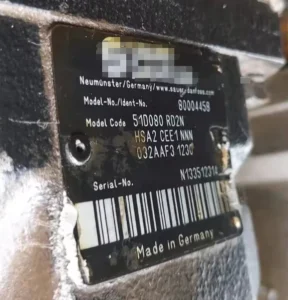 Neumünster/Germany/www.sauer-danfoss.com
Model-No./Ident-No. 80004458
Model Code 51D080 RD2N
HSA2 CEE1 NNN
032AAF3 1230
Serial-No. N133512314
Made in Germany